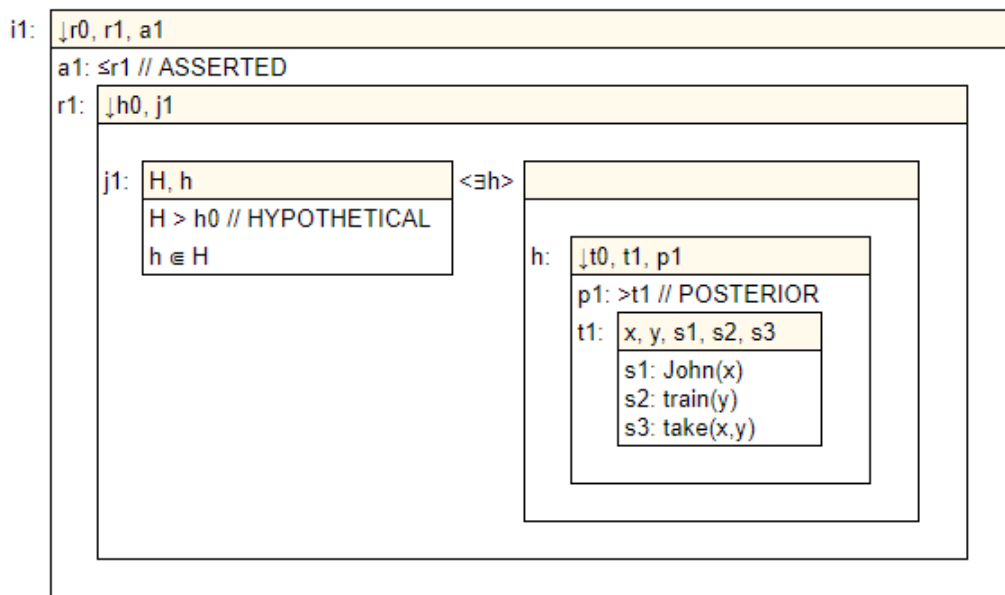 i1: ↓r0, r1, a1
a1: ≤r1 // ASSERTED
r1: ↓h0, j1
j1: H, h <∃h>
H > h0 // HYPOTHETICAL
h ⋹ H
h: ↓t0, t1, p1
p1: >t1 // POSTERIOR
t1: x, y, s1, s2, s3
s1: John(x)
s2: train(y)
s3: take(x,y)